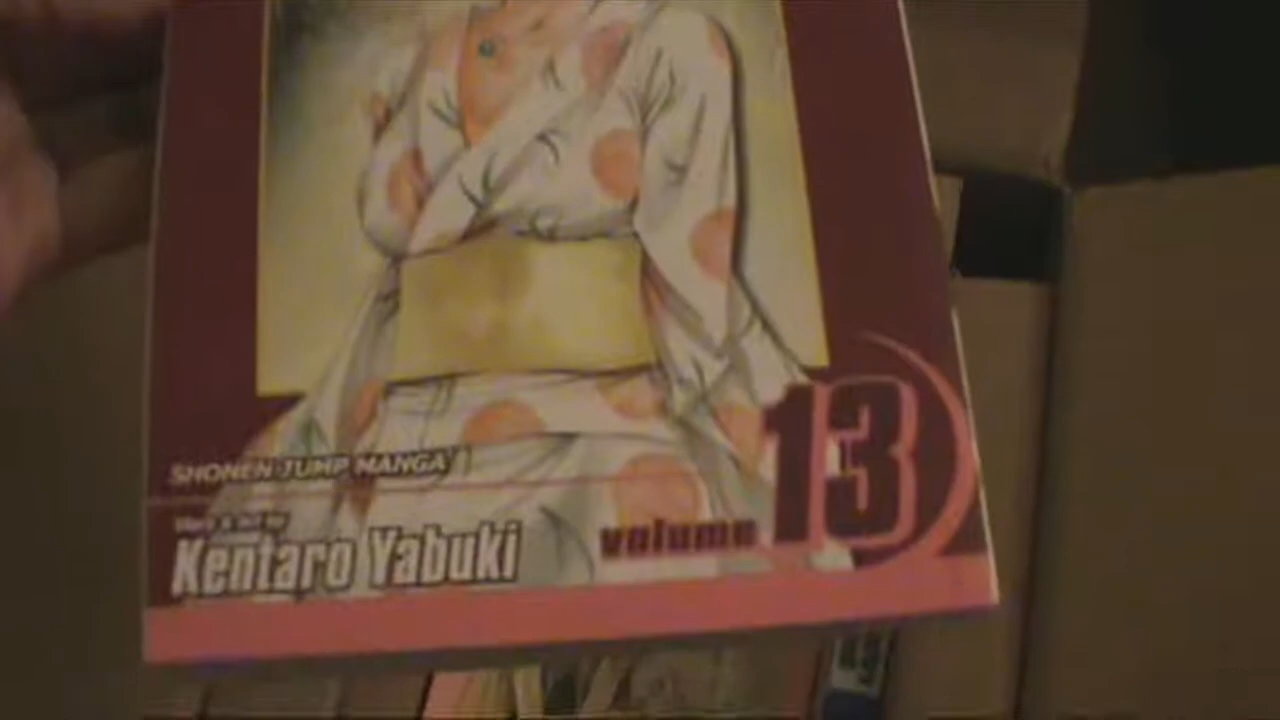 SHONEN JUMP MANGA
Story & Art by
Kentaro Yabuki
volume 13